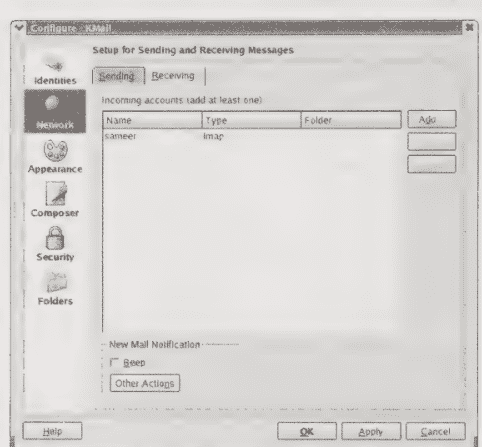 Configure - KMail
Setup for Sending and Receiving Messages
Identities
Network
Appearance
Composer
Security
Folders
Sending Receiving
Incoming accounts (add at least one)
Name Type Folder
sameer Imap
Add
New Mail Notification
Beep
Other Actions
Help OK Apply Cancel